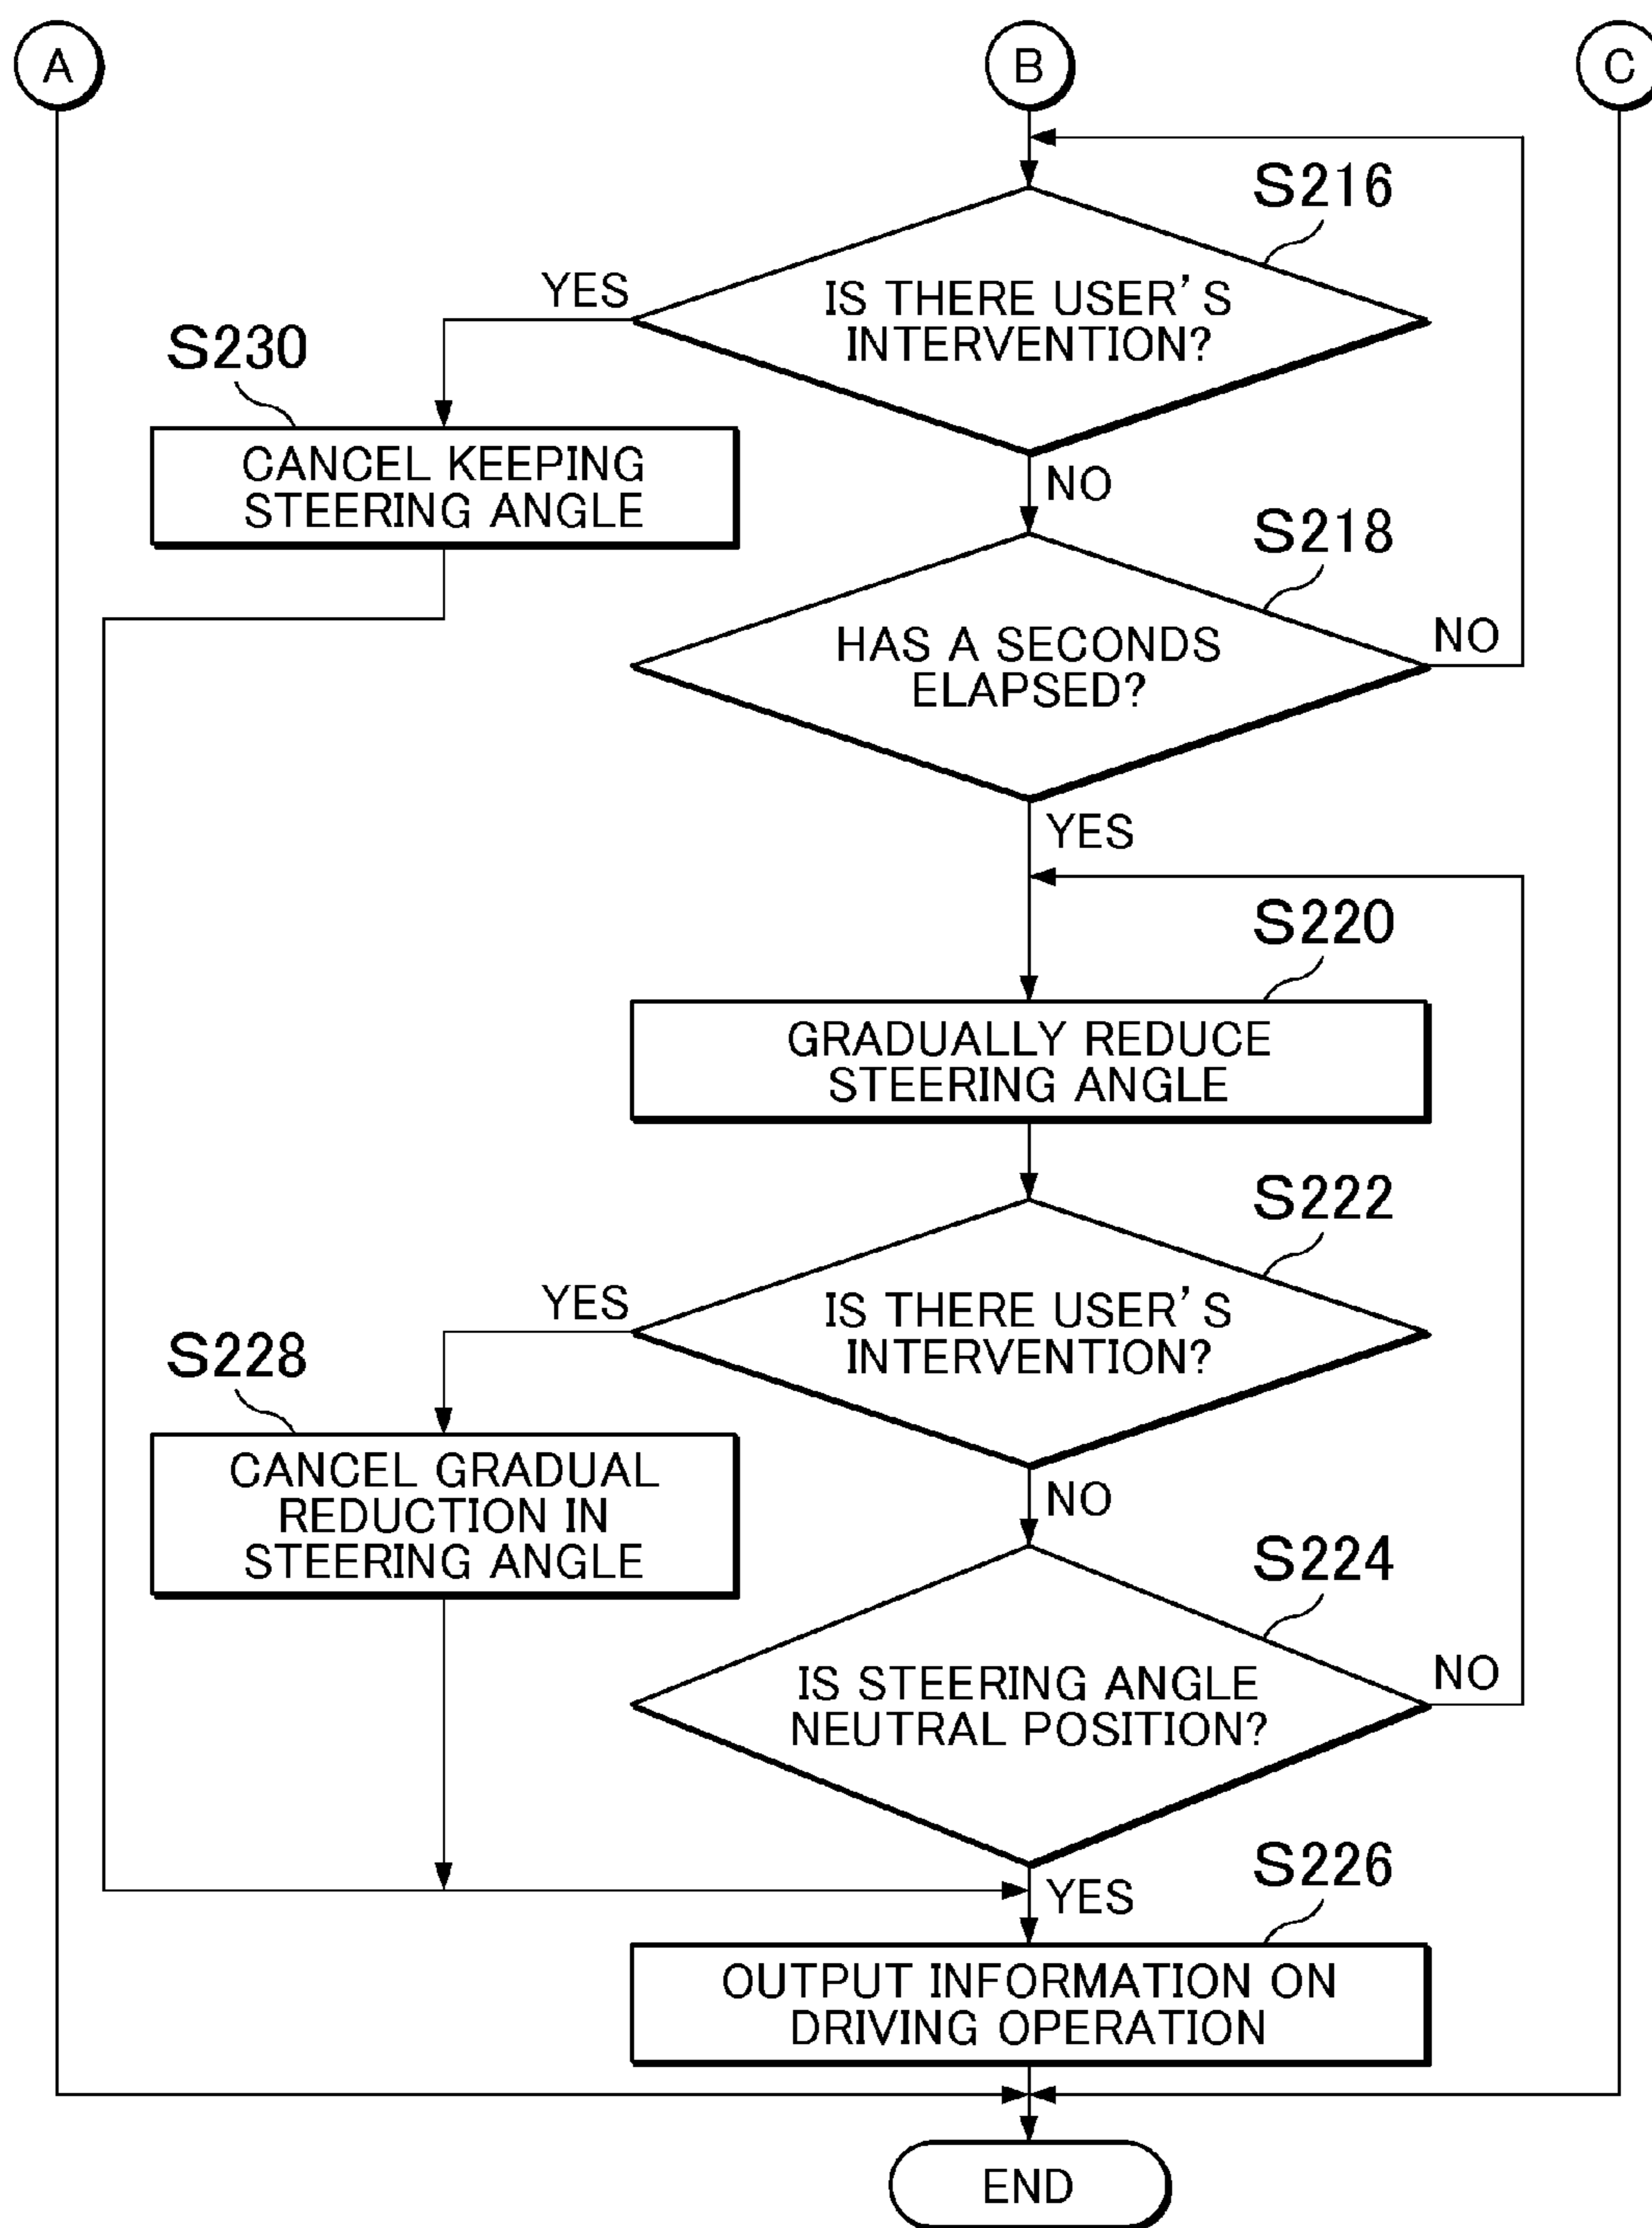 A
B
C
S216
IS THERE USER'S
INTERVENTION?
YES
S230
CANCEL KEEPING
STEERING ANGLE
NO
S218
HAS A SECONDS
ELAPSED?
NO
YES
S220
GRADUALLY REDUCE
STEERING ANGLE
S222
IS THERE USER'S
INTERVENTION?
YES
S228
CANCEL GRADUAL
REDUCTION IN
STEERING ANGLE
NO
S224
IS STEERING ANGLE
NEUTRAL POSITION?
NO
YES
S226
OUTPUT INFORMATION ON
DRIVING OPERATION
END